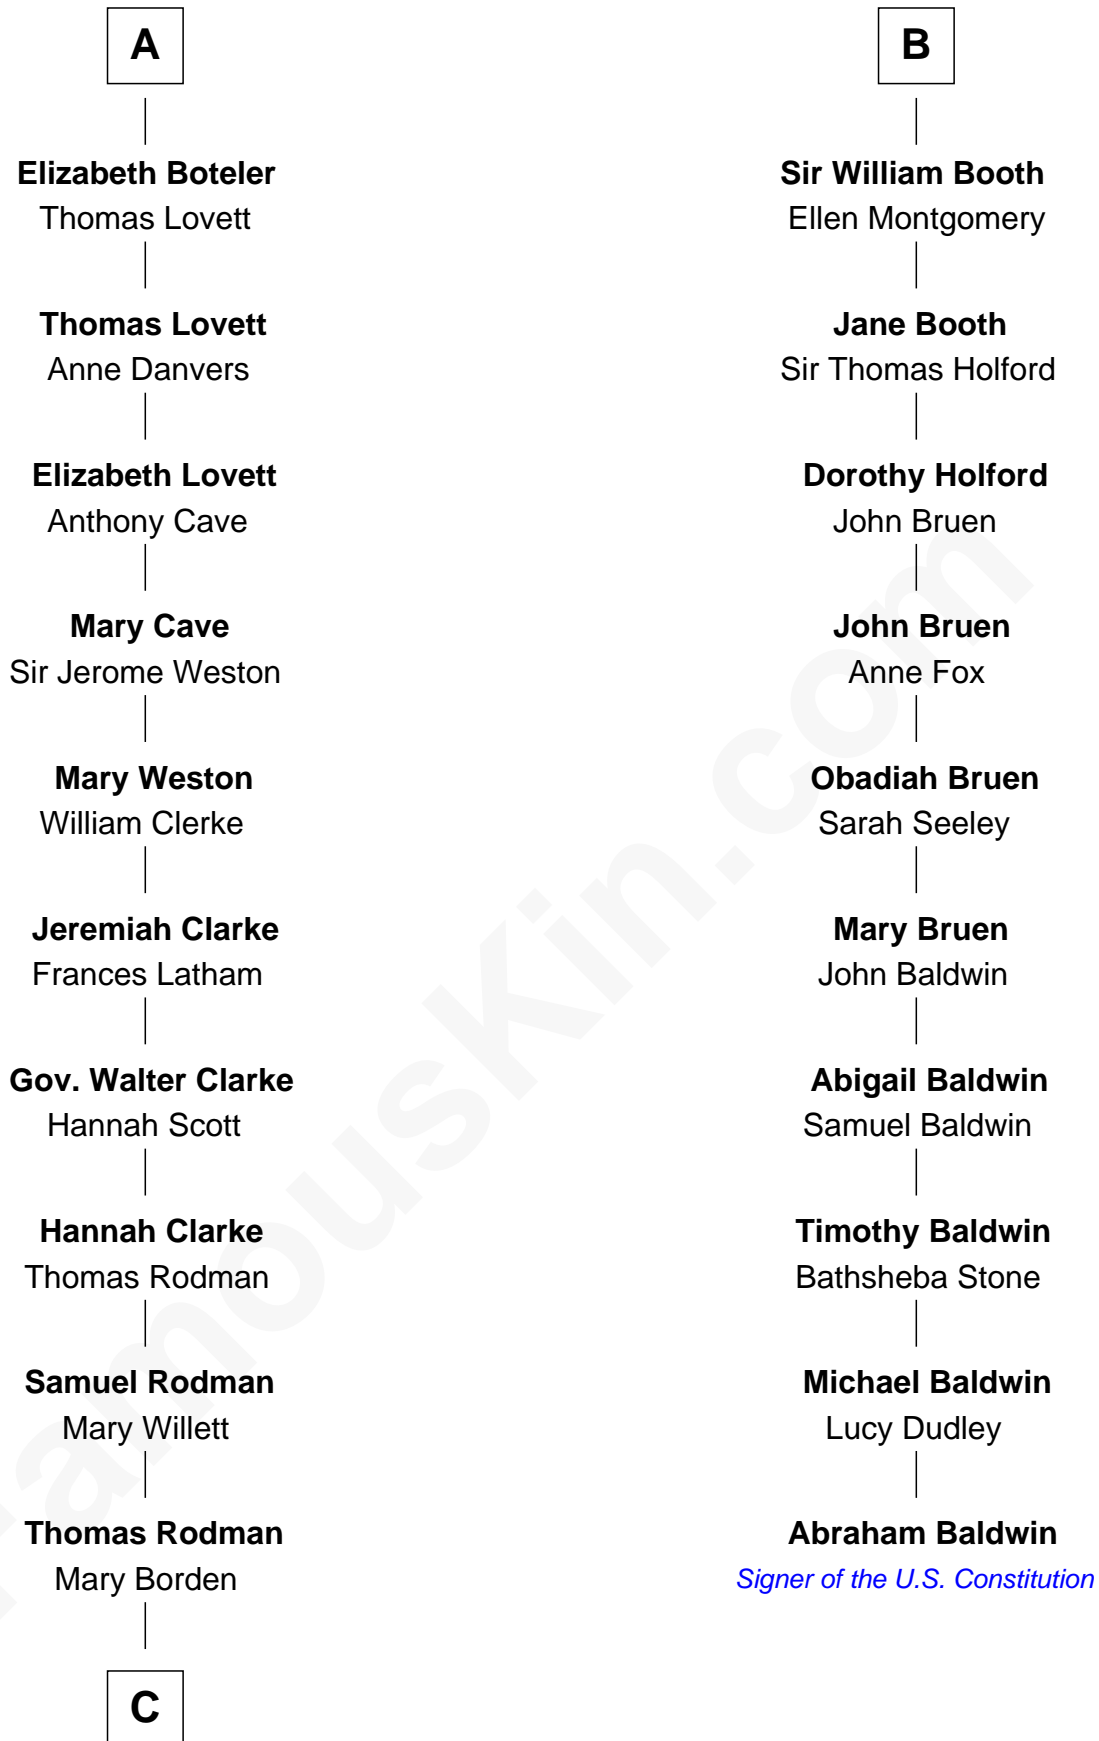 A
Elizabeth Boteler
Thomas Lovett
Thomas Lovett
Anne Danvers
Elizabeth Lovett
Anthony Cave
Mary Cave
Sir Jerome Weston
Mary Weston
William Clerke
Jeremiah Clarke
Frances Latham
Gov. Walter Clarke
Hannah Scott
Hannah Clarke
Thomas Rodman
Samuel Rodman
Mary Willett
Thomas Rodman
Mary Borden
C
B
Sir William Booth
Ellen Montgomery
Jane Booth
Sir Thomas Holford
Dorothy Holford
John Bruen
John Bruen
Anne Fox
Obadiah Bruen
Sarah Seeley
Mary Bruen
John Baldwin
Abigail Baldwin
Samuel Baldwin
Timothy Baldwin
Bathsheba Stone
Michael Baldwin
Lucy Dudley
Abraham Baldwin
Signer of the U.S. Constitution
FamousKin.com